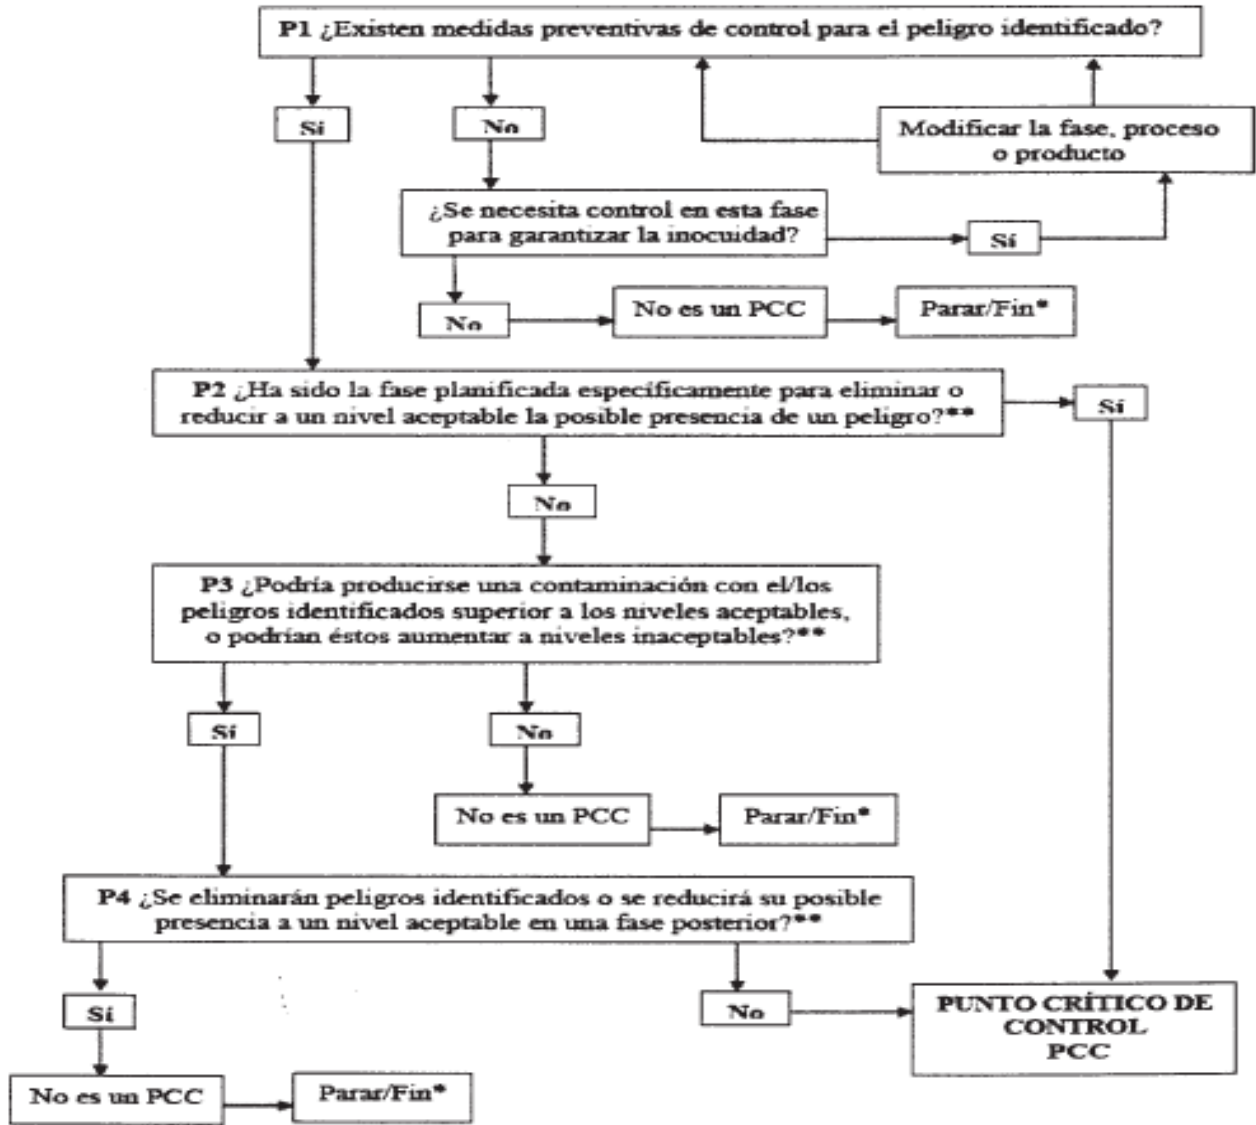 P1 ¿Existen medidas preventivas de control para el peligro identificado?
Sí
No
Modificar la fase, proceso
o producto
¿Se necesita control en esta fase
para garantizar la inocuidad?
Sí
No
No es un PCC
Parar/Fin*
P2 ¿Ha sido la fase planificada específicamente para eliminar o
reducir a un nivel aceptable la posible presencia de un peligro?**
Sí
No
P3 ¿Podría producirse una contaminación con el/los
peligros identificados superior a los niveles aceptables,
o podrían éstos aumentar a niveles inaceptables?**
Sí
No
No es un PCC
Parar/Fin*
P4 ¿Se eliminarán peligros identificados o se reducirá su posible
presencia a un nivel aceptable en una fase posterior?**
Sí
No
PUNTO CRÍTICO DE
CONTROL
PCC
No es un PCC
Parar/Fin*